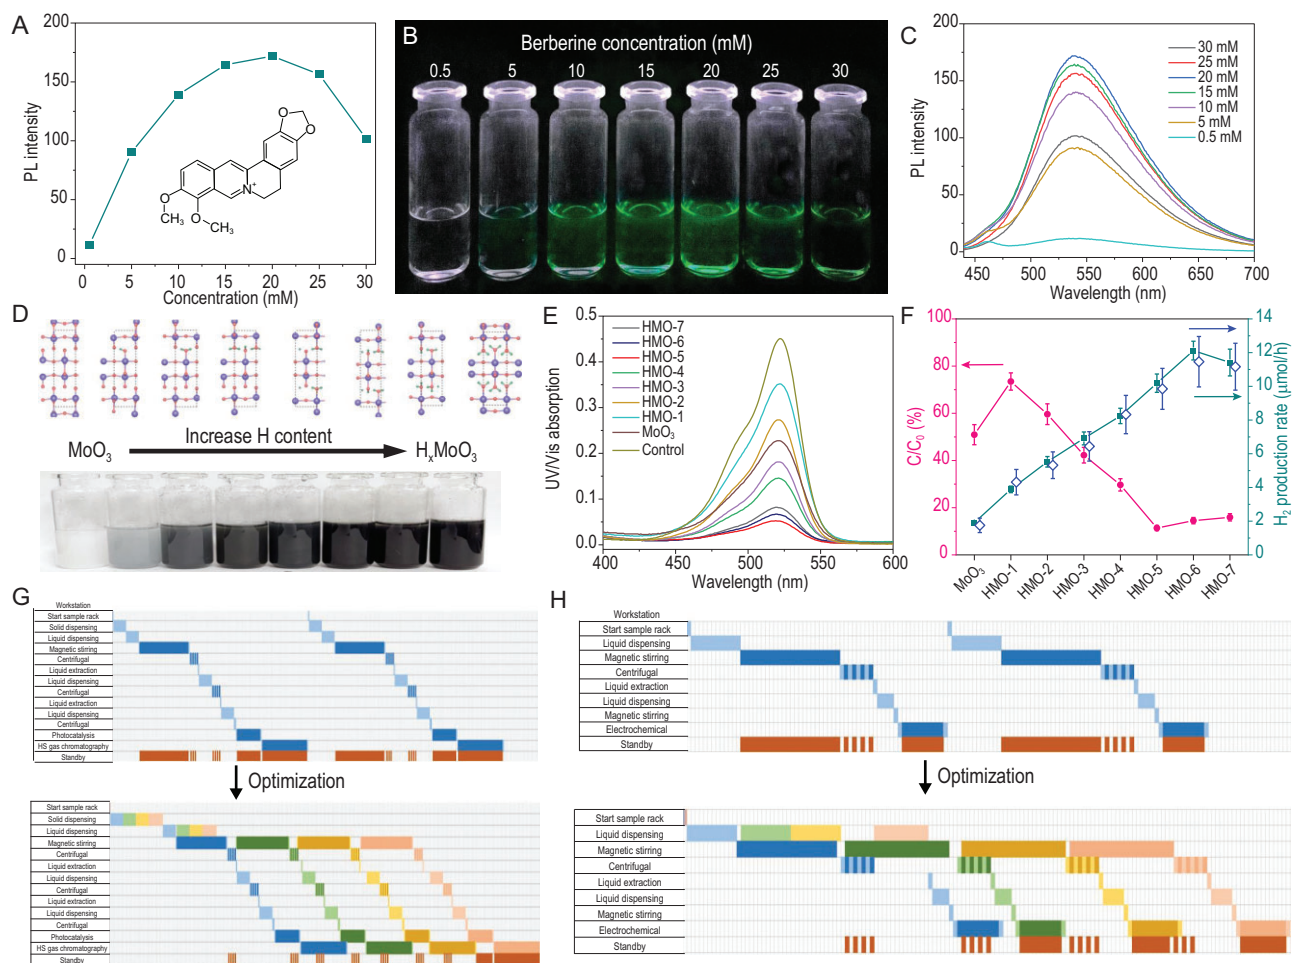 A
200
150
100
50
0
PL intensity
0
5
10
15
20
25
30
Concentration (mM)
O
O
N+
O
CH3
O
CH3
B
Berberine concentration (mM)
0.5 5 10 15 20 25 30
C
200
150
100
50
0
PL intensity
30 mM
25 mM
20 mM
15 mM
10 mM
5 mM
0.5 mM
450 500 550 600 650 700
Wavelength (nm)
D
Increase H content
MoO3
HxMoO3
E
0.5
0.4
0.3
0.2
0.1
0.0
UV/Vis absorption
HMO-7
HMO-6
HMO-5
HMO-4
HMO-3
HMO-2
HMO-1
MoO3
Control
400 450 500 550 600
Wavelength (nm)
F
100
80
60
40
20
0
C/C0 (%)
14
12
10
8
6
4
2
0
H2 production rate (μmol/h)
MoO3
HMO-1
HMO-2
HMO-3
HMO-4
HMO-5
HMO-6
HMO-7
G
Workstation
Start sample rack
Solid dispensing
Liquid dispensing
Magnetic stirring
Centrifugal
Liquid extraction
Liquid dispensing
Centrifugal
Liquid extraction
Liquid dispensing
Centrifugal
Photocatalysis
HS gas chromatography
Standby
Optimization
Start sample rack
Solid dispensing
Liquid dispensing
Magnetic stirring
Centrifugal
Liquid extraction
Liquid dispensing
Centrifugal
Liquid extraction
Liquid dispensing
Centrifugal
Photocatalysis
HS gas chromatography
Standby
H
Workstation
Start sample rack
Liquid dispensing
Magnetic stirring
Centrifugal
Liquid extraction
Liquid dispensing
Magnetic stirring
Electrochemical
Standby
Optimization
Start sample rack
Liquid dispensing
Magnetic stirring
Centrifugal
Liquid extraction
Liquid dispensing
Magnetic stirring
Electrochemical
Standby